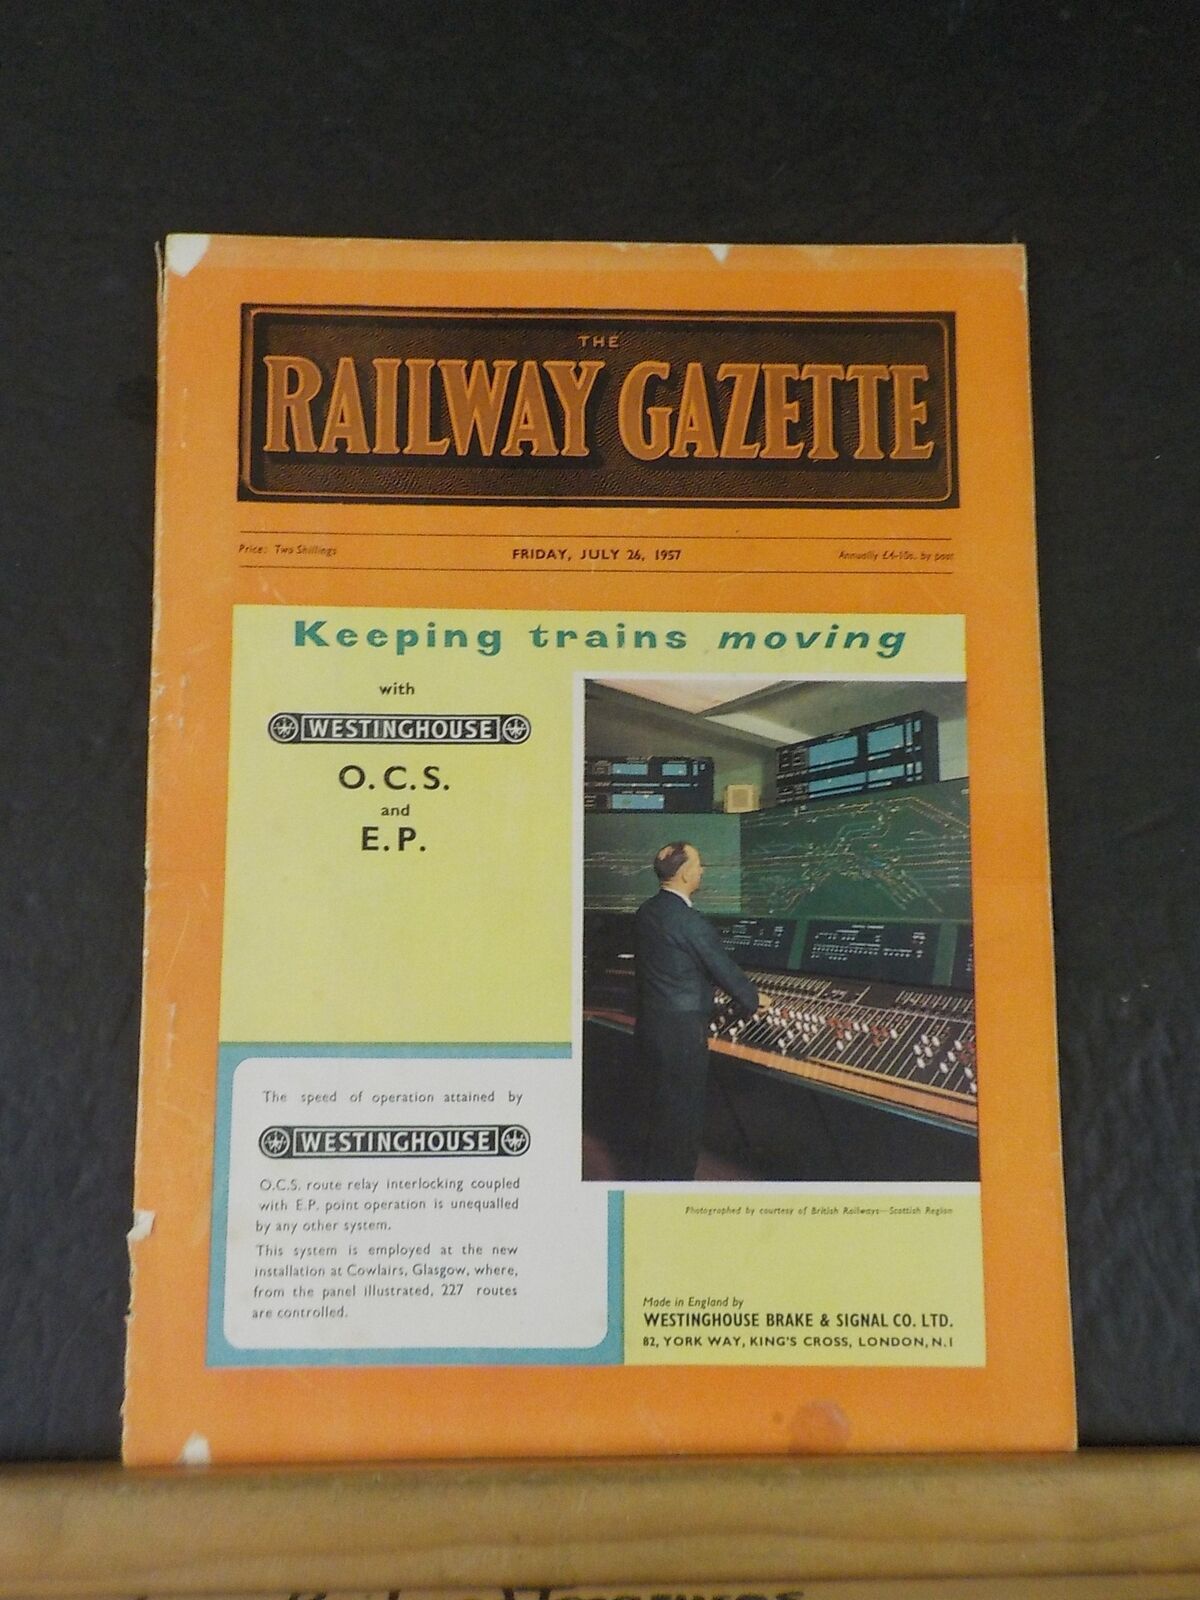 THE
RAILWAY GAZETTE
Price: Two Shillings
FRIDAY, JULY 26, 1957
Annually £4-10s. by post
Keeping trains moving
with
WESTINGHOUSE
O.C.S.
and
E.P.
The speed of operation attained by
WESTINGHOUSE
O.C.S. route relay interlocking coupled
with E.P. point operation is unequalled
by any other system.
This system is employed at the new
installation at Cowlairs, Glasgow, where,
from the panel illustrated, 227 routes
are controlled.
Photographed by courtesy of British Railways—Scottish Region
Made in England by
WESTINGHOUSE BRAKE & SIGNAL CO. LTD.
82, YORK WAY, KING'S CROSS, LONDON, N.1